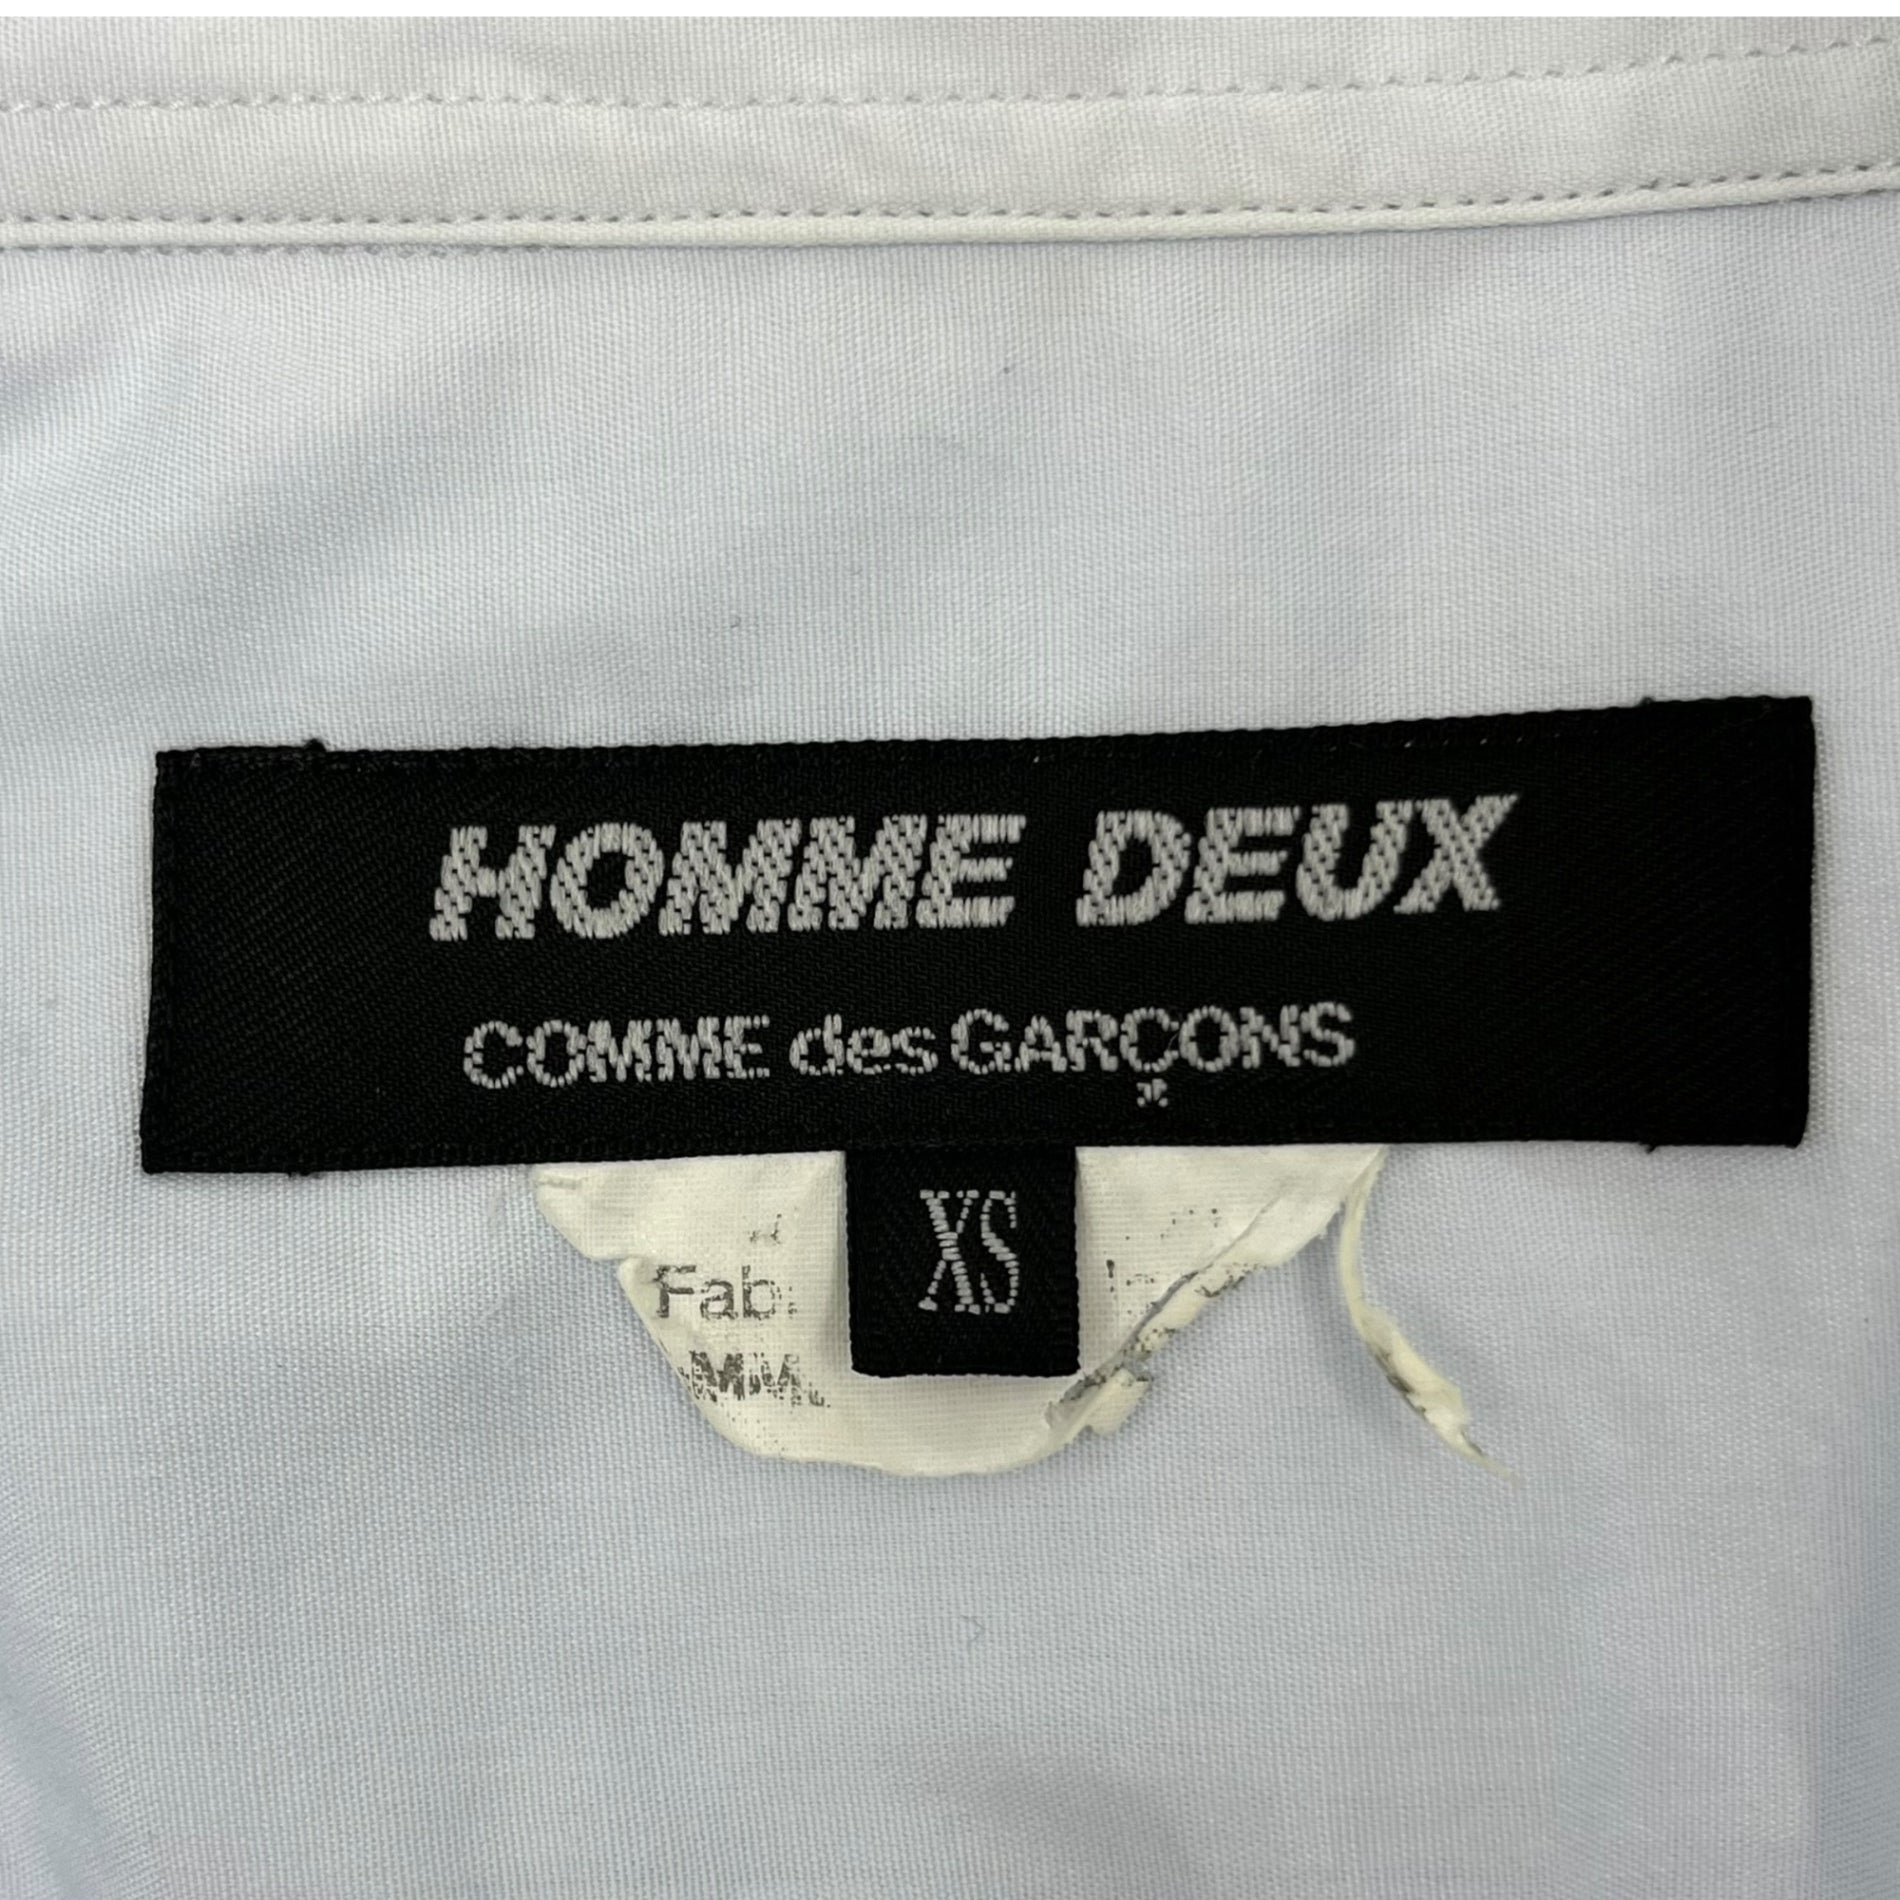 HOMME DEUX
COMME des GARÇONS
XS
Fab